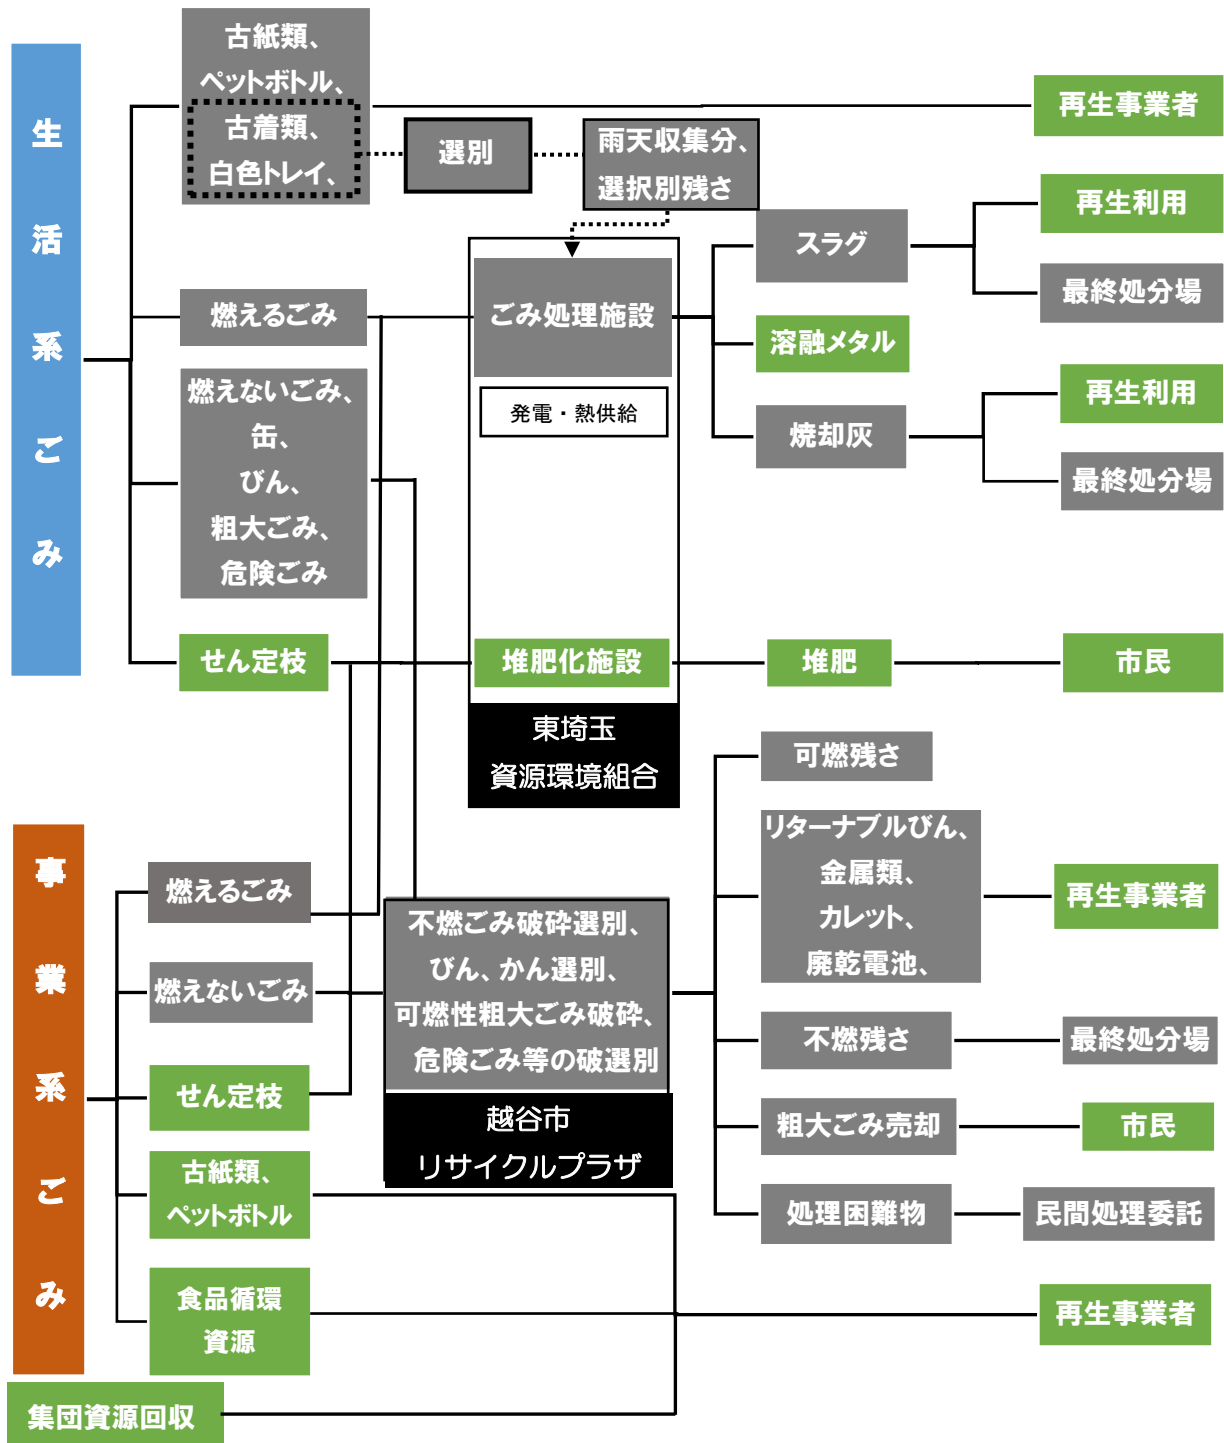 生活系ごみ
古紙類、
ペットボトル、
古着類、
白色トレイ、
選別
雨天収集分、
選択別残さ
再生事業者
燃えるごみ
ごみ処理施設
発電・熱供給
スラグ
再生利用
最終処分場
溶融メタル
焼却灰
再生利用
最終処分場
燃えないごみ、
缶、
びん、
粗大ごみ、
危険ごみ
せん定枝
堆肥化施設
堆肥
市民
東埼玉
資源環境組合
事業系ごみ
燃えるごみ
燃えないごみ
せん定枝
古紙類、
ペットボトル
食品循環
資源
集団資源回収
不燃ごみ破砕選別、
びん、かん選別、
可燃性粗大ごみ破砕、
危険ごみ等の破選別
越谷市
リサイクルプラザ
可燃残さ
リターナブルびん、
金属類、
カレット、
廃乾電池、
再生事業者
不燃残さ
最終処分場
粗大ごみ売却
市民
処理困難物
民間処理委託
再生事業者